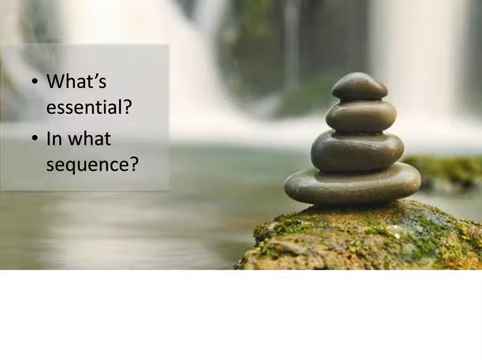 • What's
essential?
• In what
sequence?